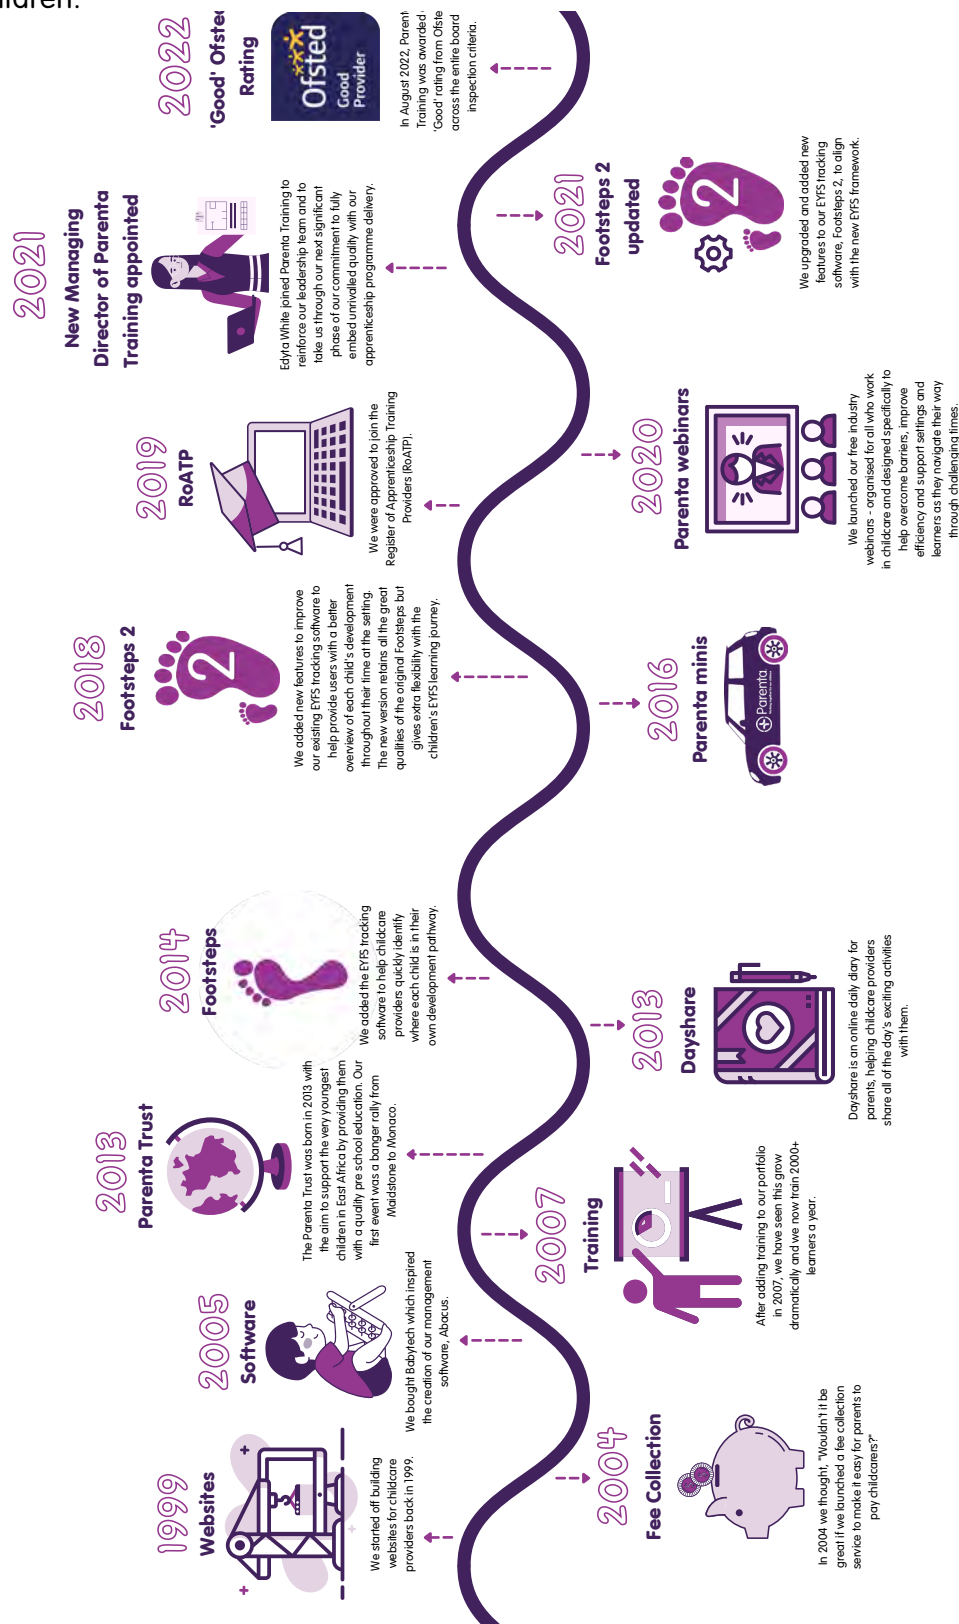 ildren.
1999
Websites
We started off building
websites for childcare
providers back in 1999.
2004
Fee Collection
In 2004 we thought, "Wouldn't it be
great if we launched a fee collection
service to make it easy for parents to
pay childcarers?"
2005
Software
We bought Babytech which inspired
the creation of our management
software, Abacus.
2007
Training
After adding training to our portfolio
in 2007, we have seen this grow
dramatically and we now train 2000+
learners a year.
2013
Parenta Trust
The Parenta Trust was born in 2013 with
the aim to support the very youngest
children in East Africa by providing them
with a quality pre school education. Our
first event was a banger rally from
Maidstone to Monaco.
2013
Dayshare
Dayshare is an online daily diary for
parents, helping childcare providers
share all of the day's exciting activities
with them.
2014
Footsteps
We added the EYFS tracking
software to help childcare
providers quickly identify
where each child is in their
own development pathway.
2016
Parenta minis
Parenta
2018
Footsteps 2
2
We added new features to improve
our existing EYFS tracking software to
help provide users with a better
overview of each child's development
throughout their time at the setting.
The new version retains all the great
qualities of the original Footsteps but
gives extra flexibility with the
children's EYFS learning journey.
2019
RoATP
We were approved to join the
Register of Apprenticeship Training
Providers (RoATP).
2020
Parenta webinars
We launched our free industry
webinars - organised for all who work
in childcare and designed specifically to
help overcome barriers, improve
efficiency and support settings and
learners as they navigate their way
through challenging times.
2021
New Managing
Director of Parenta
Training appointed
Edyta White joined Parenta Training to
reinforce our leadership team and to
take us through our next significant
phase of our commitment to fully
embed unrivalled quality with our
apprenticeship programme delivery.
2021
Footsteps 2
updated
2
We upgraded and added new
features to our EYFS tracking
software, Footsteps 2, to align
with the new EYFS framework.
2022
'Good' Ofsted
Rating
Ofsted
Good
Provider
In August 2022, Parent
Training was awarded
'Good' rating from Ofste
across the entire board
inspection criteria.